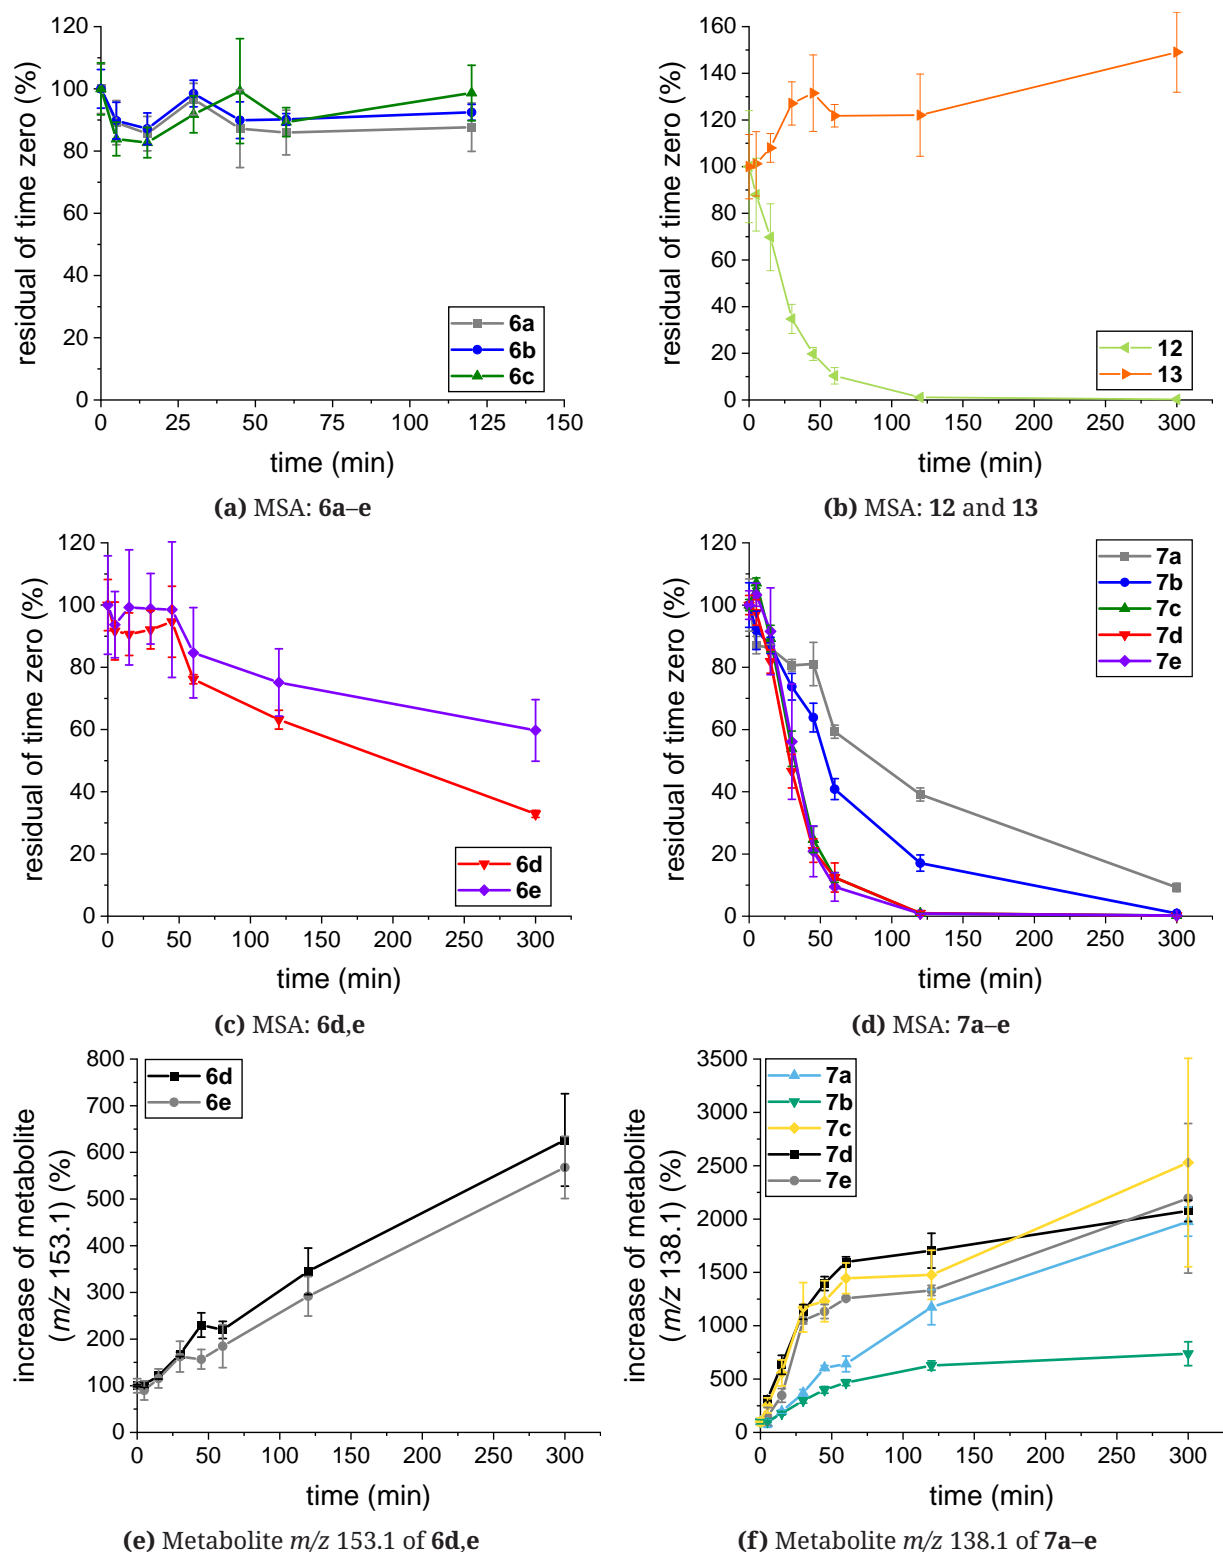 120
100
80
60
40
20
0
residual of time zero (%)
6a
6b
6c
0 25 50 75 100 125 150
time (min)
(a) MSA: 6a–e
160
140
120
100
80
60
40
20
0
residual of time zero (%)
12
13
0 50 100 150 200 250 300
time (min)
(b) MSA: 12 and 13
120
100
80
60
40
20
0
residual of time zero (%)
6d
6e
0 50 100 150 200 250 300
time (min)
(c) MSA: 6d,e
120
100
80
60
40
20
0
residual of time zero (%)
7a
7b
7c
7d
7e
0 50 100 150 200 250 300
time (min)
(d) MSA: 7a–e
800
700
600
500
400
300
200
100
0
increase of metabolite
(m/z 153.1) (%)
6d
6e
0 50 100 150 200 250 300
time (min)
(e) Metabolite m/z 153.1 of 6d,e
3500
3000
2500
2000
1500
1000
500
0
increase of metabolite
(m/z 138.1) (%)
7a
7b
7c
7d
7e
0 50 100 150 200 250 300
time (min)
(f) Metabolite m/z 138.1 of 7a–e